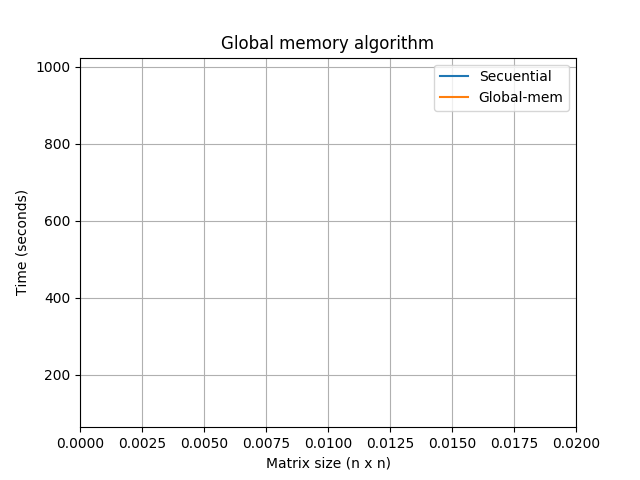 Global memory algorithm
Secuential
Global-mem
1000
800
600
400
200
Time (seconds)
0.0000 0.0025 0.0050 0.0075 0.0100 0.0125 0.0150 0.0175 0.0200
Matrix size (n x n)